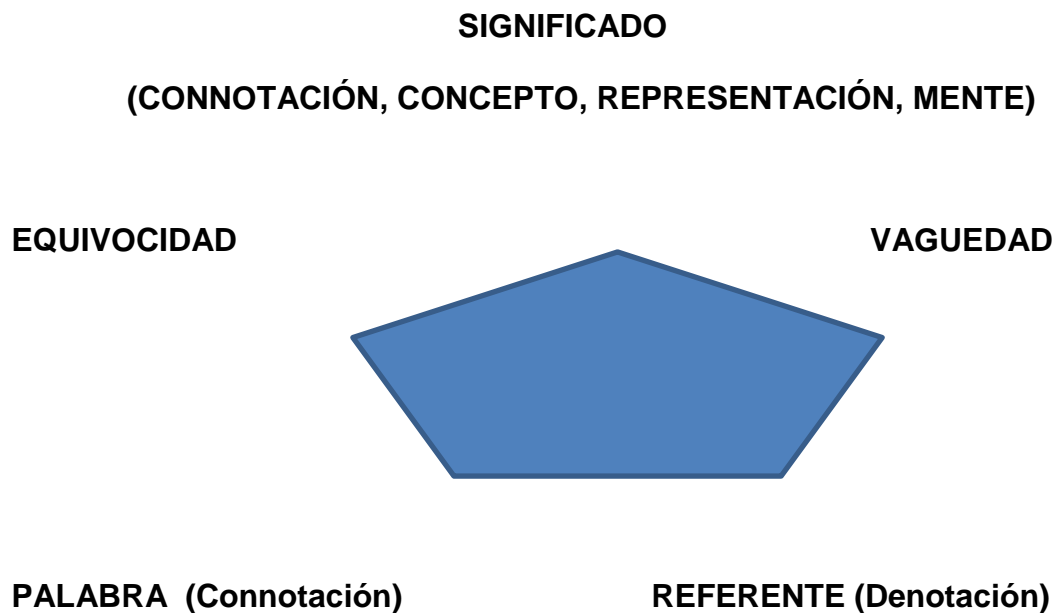 SIGNIFICADO
(CONNOTACIÓN, CONCEPTO, REPRESENTACIÓN, MENTE)
EQUIVOCIDAD VAGUEDAD
PALABRA (Connotación) REFERENTE (Denotación)